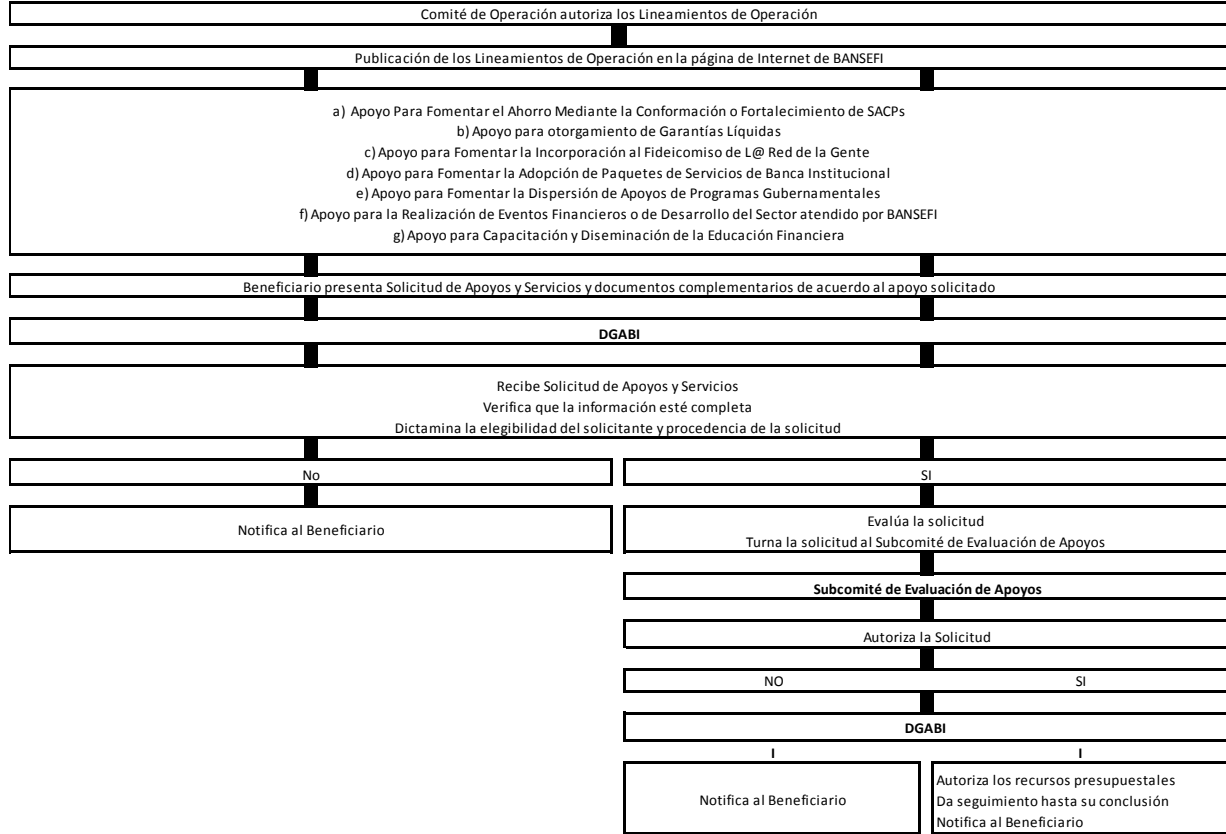 Comité de Operación autoriza los Lineamientos de Operación
Publicación de los Lineamientos de Operación en la página de Internet de BANSEFI
a) Apoyo Para Fomentar el Ahorro Mediante la Conformación o Fortalecimiento de SACPs
b) Apoyo para otorgamiento de Garantías Líquidas
c) Apoyo para Fomentar la Incorporación al Fideicomiso de L@ Red de la Gente
d) Apoyo para Fomentar la Adopción de Paquetes de Servicios de Banca Institucional
e) Apoyo para Fomentar la Dispersión de Apoyos de Programas Gubernamentales
f) Apoyo para la Realización de Eventos Financieros o de Desarrollo del Sector atendido por BANSEFI
g) Apoyo para Capacitación y Diseminación de la Educación Financiera
Beneficiario presenta Solicitud de Apoyos y Servicios y documentos complementarios de acuerdo al apoyo solicitado
DGABI
Recibe Solicitud de Apoyos y Servicios
Verifica que la información esté completa
Dictamina la elegibilidad del solicitante y procedencia de la solicitud
No
SI
Notifica al Beneficiario
Evalúa la solicitud
Turna la solicitud al Subcomité de Evaluación de Apoyos
Subcomité de Evaluación de Apoyos
Autoriza la Solicitud
NO
SI
DGABI
I
I
Notifica al Beneficiario
Autoriza los recursos presupuestales
Da seguimiento hasta su conclusión
Notifica al Beneficiario